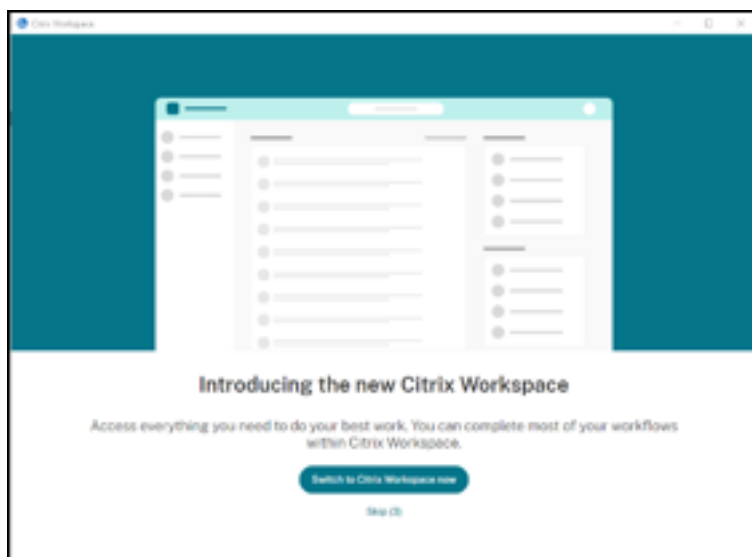 Citrix Workspace
Introducing the new Citrix Workspace
Access everything you need to do your best work. You can complete most of your workflows
within Citrix Workspace.
Switch to Citrix Workspace now
Skip (3)